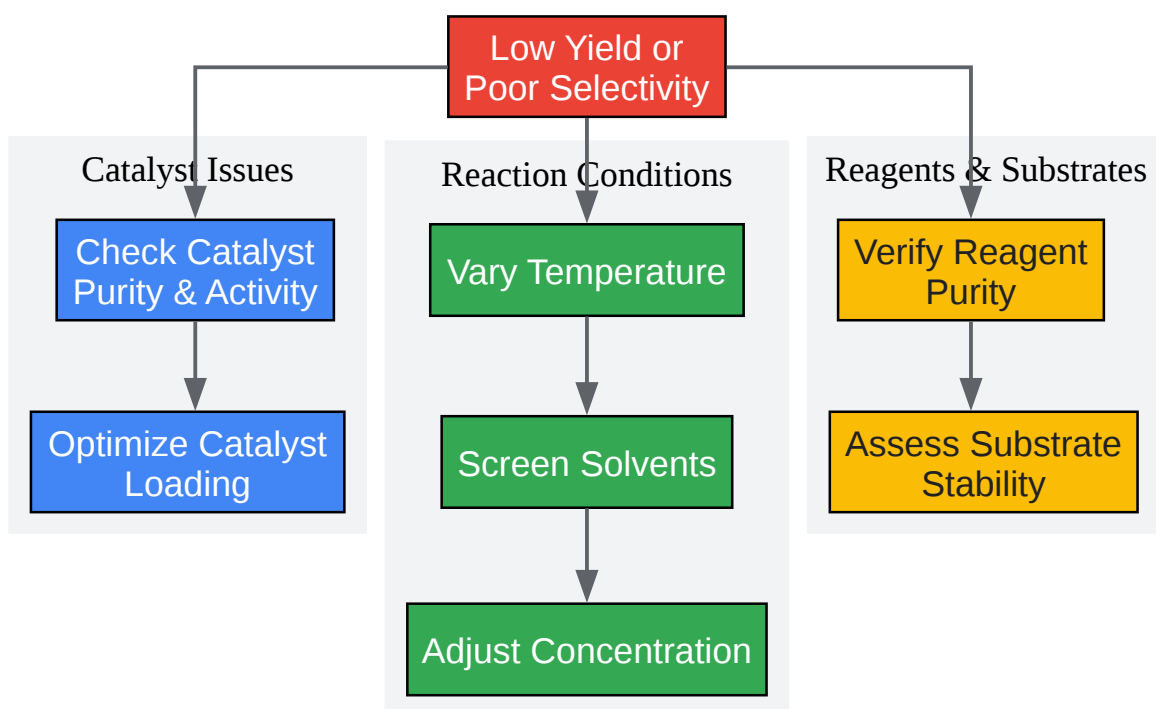 Low Yield or
Poor Selectivity
Catalyst Issues
Check Catalyst
Purity & Activity
Optimize Catalyst
Loading
Reaction Conditions
Vary Temperature
Screen Solvents
Adjust Concentration
Reagents & Substrates
Verify Reagent
Purity
Assess Substrate
Stability